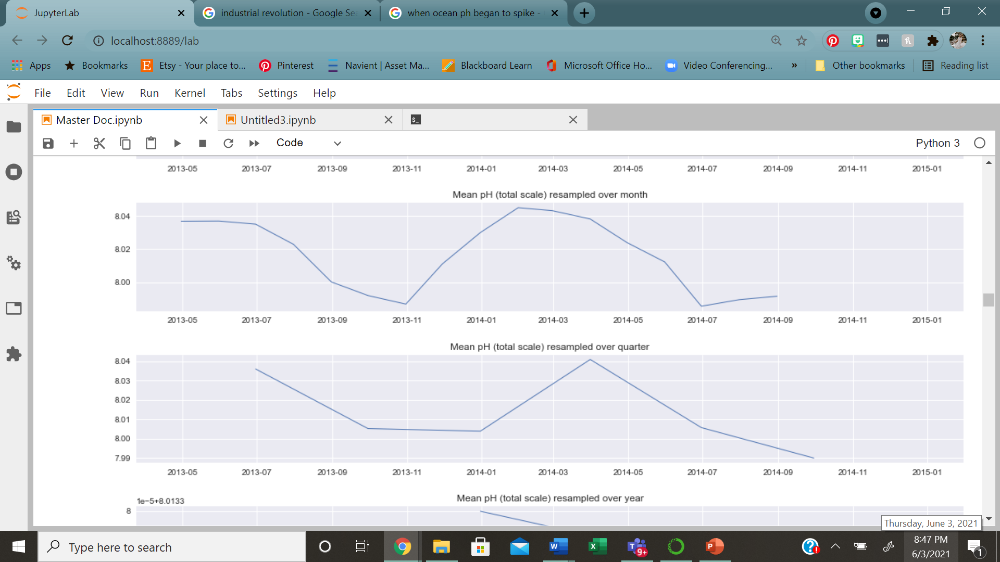 JupyterLab
industrial revolution - Google Sea
when ocean ph began to spike -
localhost:8889/lab
Apps
Bookmarks
Etsy - Your place to...
Pinterest
Navient | Asset Ma...
Blackboard Learn
Microsoft Office Ho...
Video Conferencing...
»
Other bookmarks
Reading list
File Edit View Run Kernel Tabs Settings Help
Master Doc.ipynb
Untitled3.ipynb
$_
Code
Python 3
2013-05 2013-07 2013-09 2013-11 2014-01 2014-03 2014-05 2014-07 2014-09 2014-11 2015-01
Mean pH (total scale) resampled over month
8.04
8.02
8.00
2013-05 2013-07 2013-09 2013-11 2014-01 2014-03 2014-05 2014-07 2014-09 2014-11 2015-01
Mean pH (total scale) resampled over quarter
8.04
8.03
8.02
8.01
8.00
7.99
2013-05 2013-07 2013-09 2013-11 2014-01 2014-03 2014-05 2014-07 2014-09 2014-11 2015-01
Mean pH (total scale) resampled over year
1e−5+8.0133
8
Thursday, June 3, 2021
Type here to search
9+
8:47 PM
6/3/2021
1